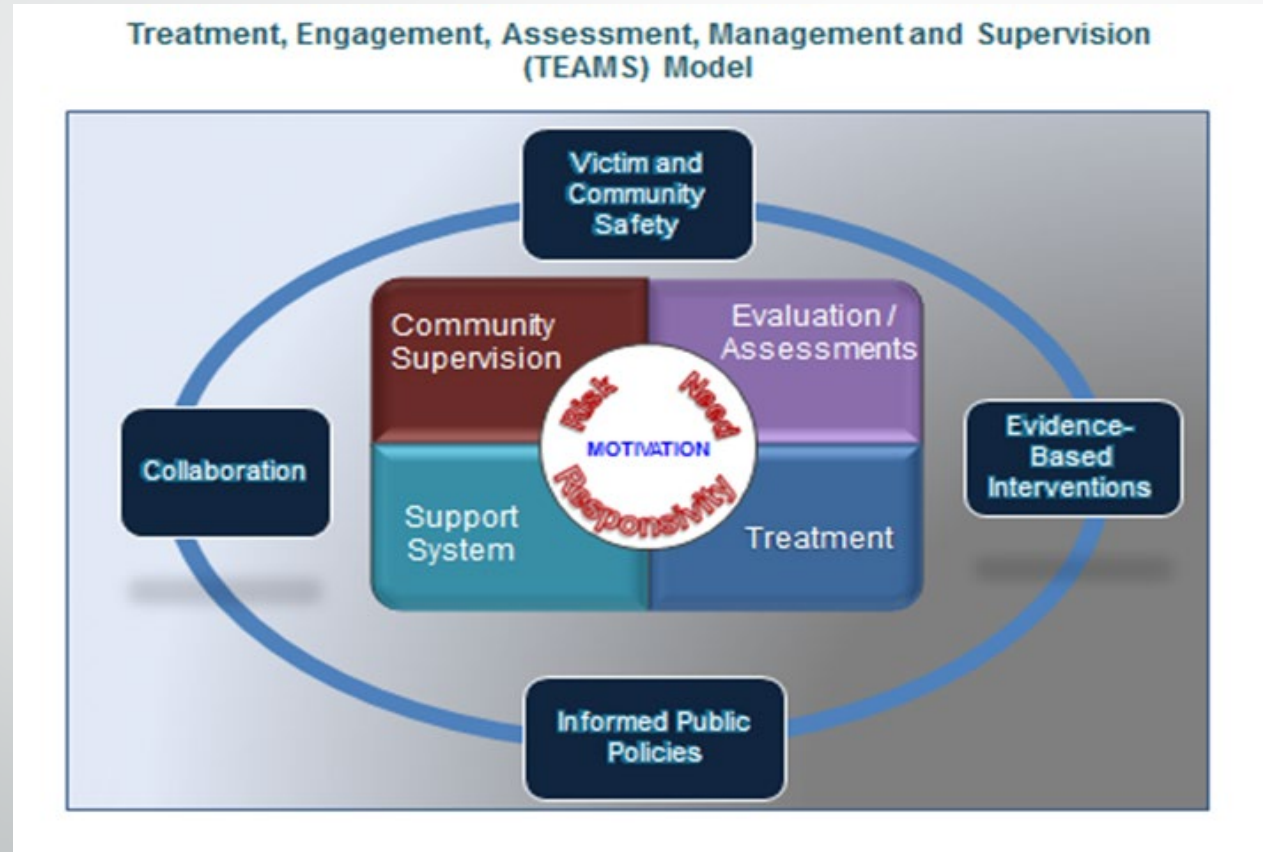 Treatment, Engagement, Assessment, Management and Supervision
(TEAMS) Model
Victim and
Community
Safety
Community
Supervision
Evaluation /
Assessments
Risk
Need
MOTIVATION
Responsivity
Collaboration
Evidence-
Based
Interventions
Support
System
Treatment
Informed Public
Policies